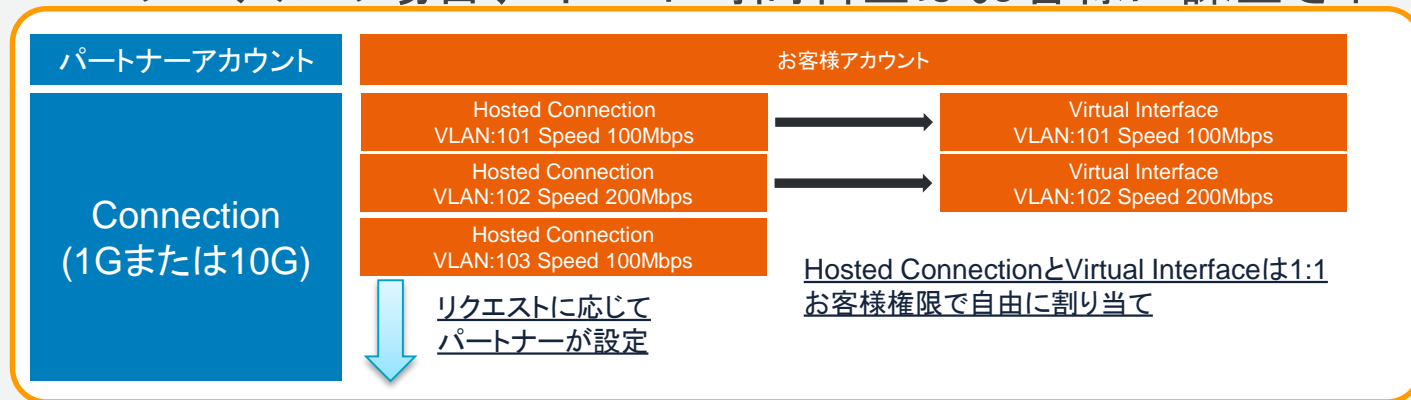 パートナーアカウント
お客様アカウント
Connection
(1Gまたは10G)
Hosted Connection
VLAN:101 Speed 100Mbps
Virtual Interface
VLAN:101 Speed 100Mbps
Hosted Connection
VLAN:102 Speed 200Mbps
Virtual Interface
VLAN:102 Speed 200Mbps
Hosted Connection
VLAN:103 Speed 100Mbps
リクエストに応じて
パートナーが設定
Hosted ConnectionとVirtual Interfaceは1:1
お客様権限で自由に割り当て